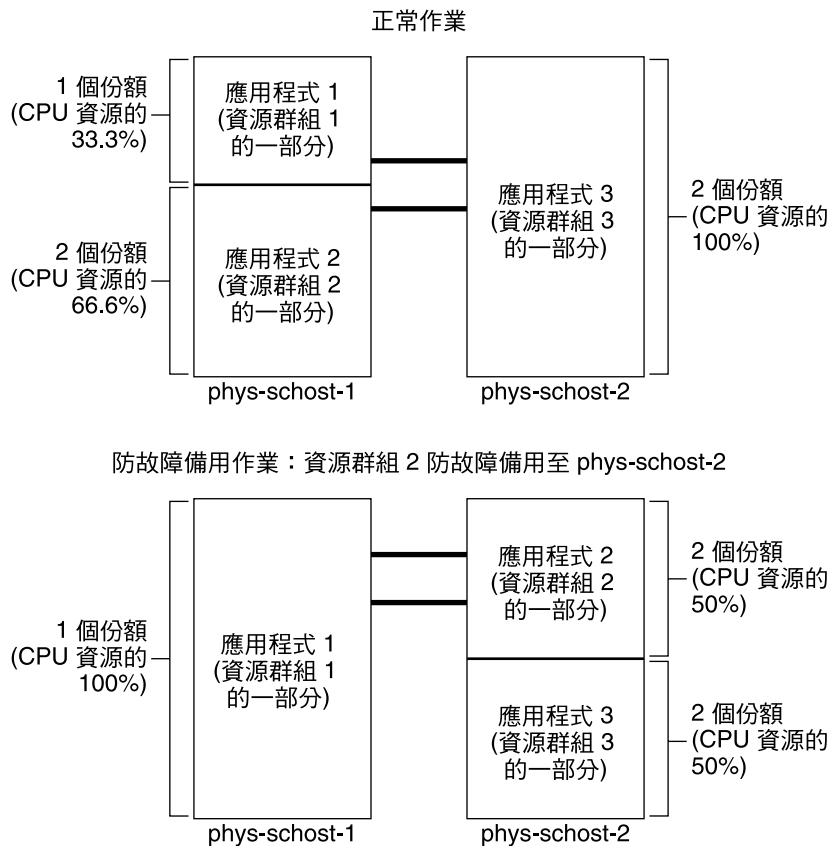 正常作業
1 個份額
(CPU 資源的
33.3%)
2 個份額
(CPU 資源的
66.6%)
應用程式 1
(資源群組 1
的一部分)
應用程式 2
(資源群組 2
的一部分)
phys-schost-1
應用程式 3
(資源群組 3
的一部分)
phys-schost-2
2 個份額
(CPU 資源的
100%)
防故障備用作業：資源群組 2 防故障備用至 phys-schost-2
1 個份額
(CPU 資源的
100%)
應用程式 1
(資源群組 1
的一部分)
phys-schost-1
應用程式 2
(資源群組 2
的一部分)
應用程式 3
(資源群組 3
的一部分)
phys-schost-2
2 個份額
(CPU 資源的
50%)
2 個份額
(CPU 資源的
50%)